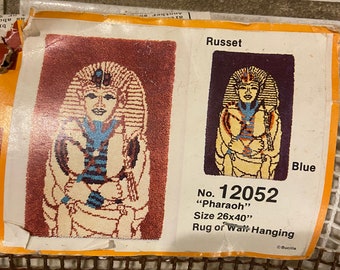 Russet
Blue
No. 12052
"Pharaoh"
Size 26x40"
Rug or Wall Hanging
© Bucilla